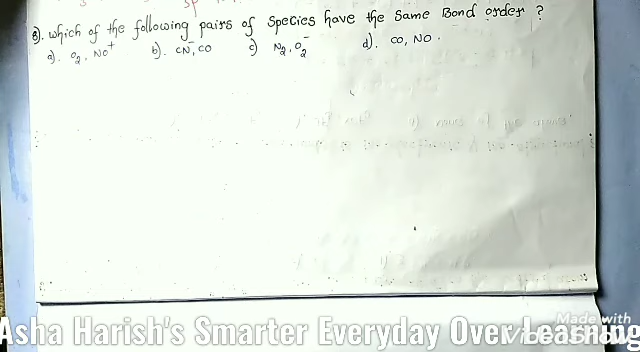 3). which of the following pairs of species have the same Bond order ?
a). O₂, NO⁺ b). CN⁻, CO c) N₂, O₂⁻ d). CO, NO.
Made with
Asha Harish's Smarter Everyday Over Learning